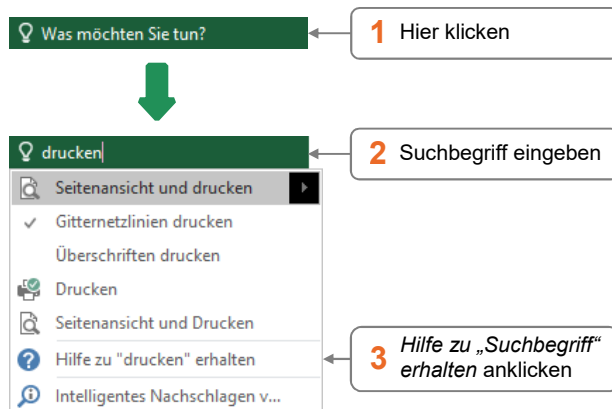 Was möchten Sie tun?
1 Hier klicken
drucken
2 Suchbegriff eingeben
Seitenansicht und drucken
Gitternetzlinien drucken
Überschriften drucken
Drucken
Seitenansicht und Drucken
Hilfe zu "drucken" erhalten
3 Hilfe zu „Suchbegriff“
erhalten anklicken
Intelligentes Nachschlagen v...